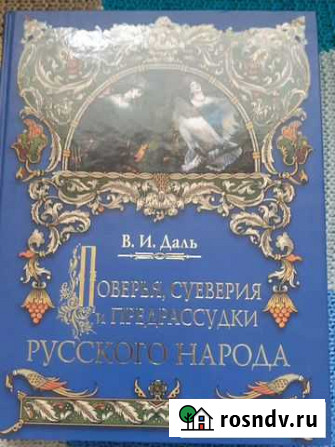 В. И. Даль
Поверья, суеверия
и предрассудки
русского народа
rosndv.ru